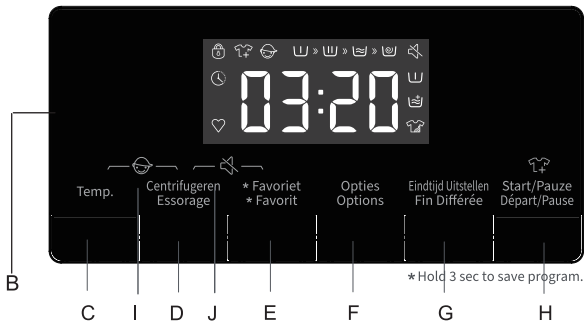 03:20
Temp.
Centrifugeren
Essorage
* Favoriet
* Favorit
Opties
Options
Eindtijd Uitstellen
Fin Différée
Start/Pauze
Départ/Pause
* Hold 3 sec to save program.
B
C I D J E F G H